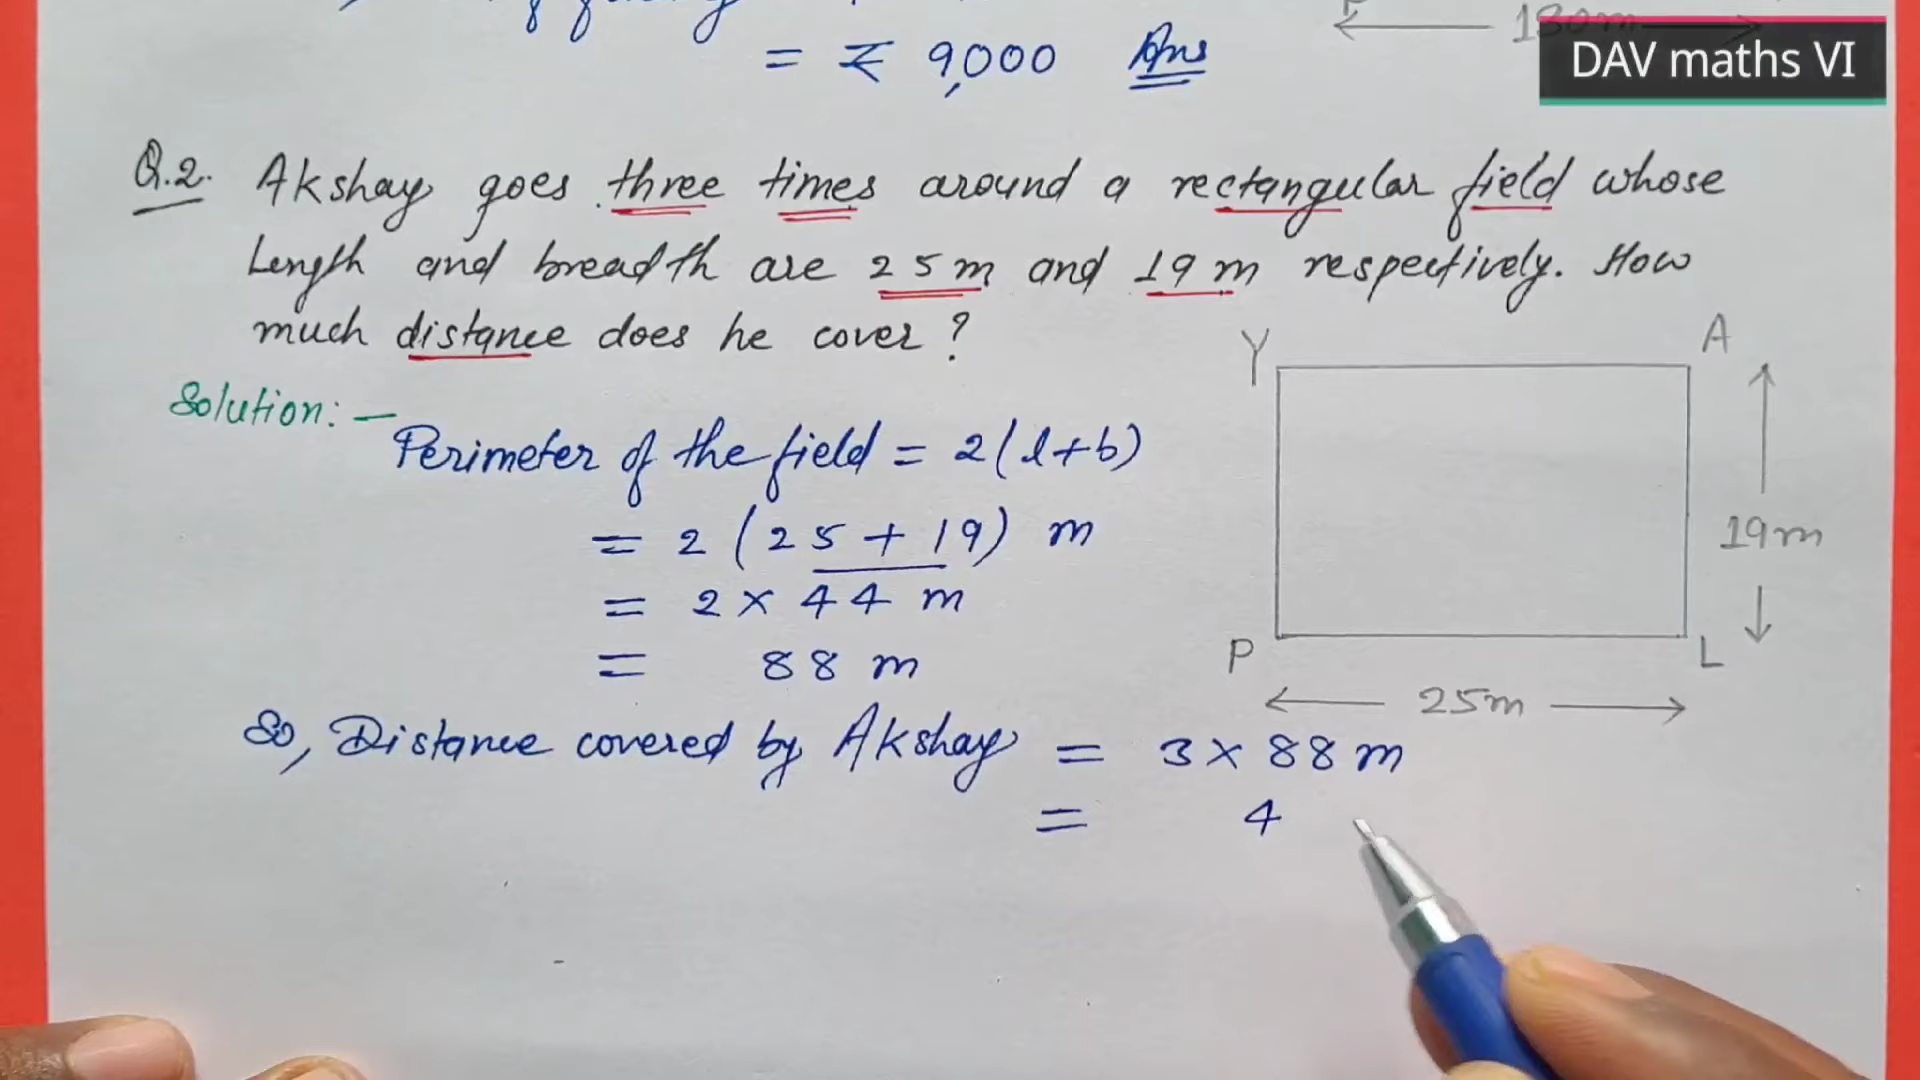 = ₹ 9,000 Ans
130m
DAV maths VI
Q.2. Akshay goes three times around a rectangular field whose
Length and breadth are 25m and 19 m respectively. How
much distance does he cover?
Y A
Solution:-
Perimeter of the field = 2(l+b)
= 2 (25 + 19) m
19m
= 2 × 44 m
= 88 m
P L
25m
So, Distance covered by Akshay = 3 × 88 m
= 4